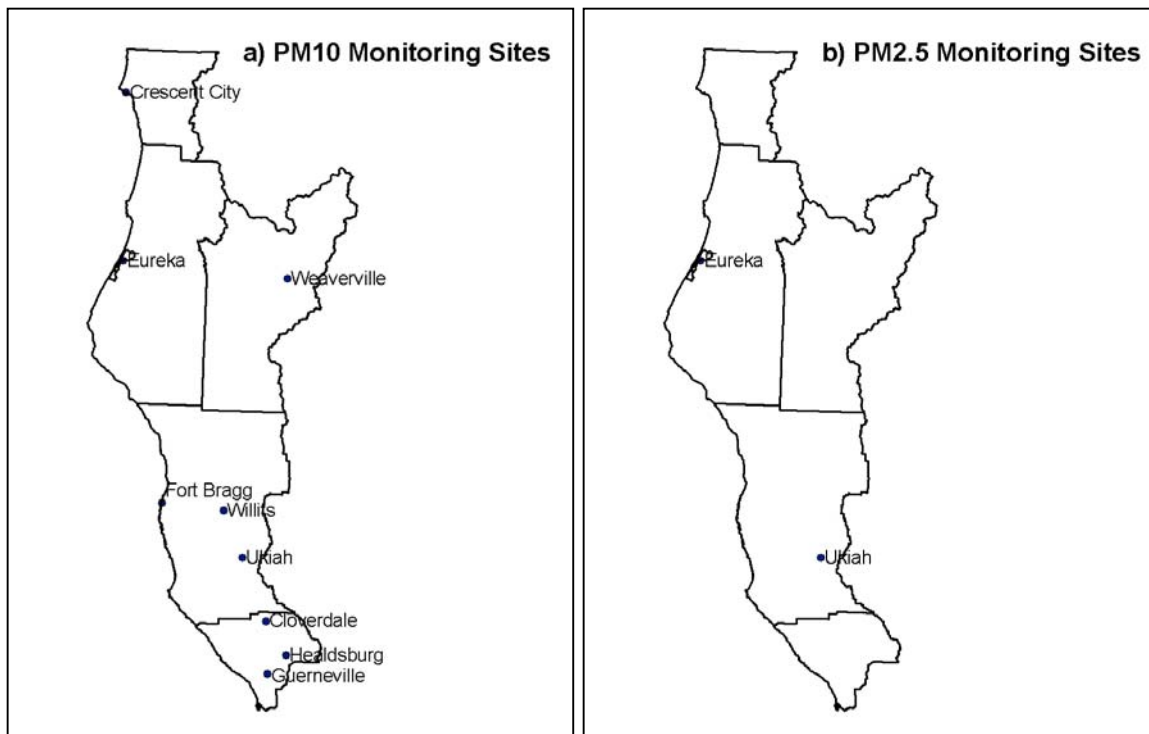 a) PM10 Monitoring Sites
Crescent City
Eureka
Weaverville
Fort Bragg
Willits
Ukiah
Cloverdale
Healdsburg
Guerneville
b) PM2.5 Monitoring Sites
Eureka
Ukiah